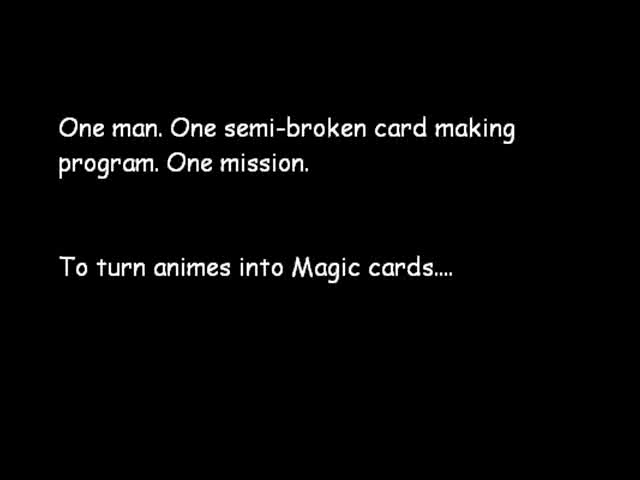 One man. One semi-broken card making
program. One mission.
To turn animes into Magic cards....